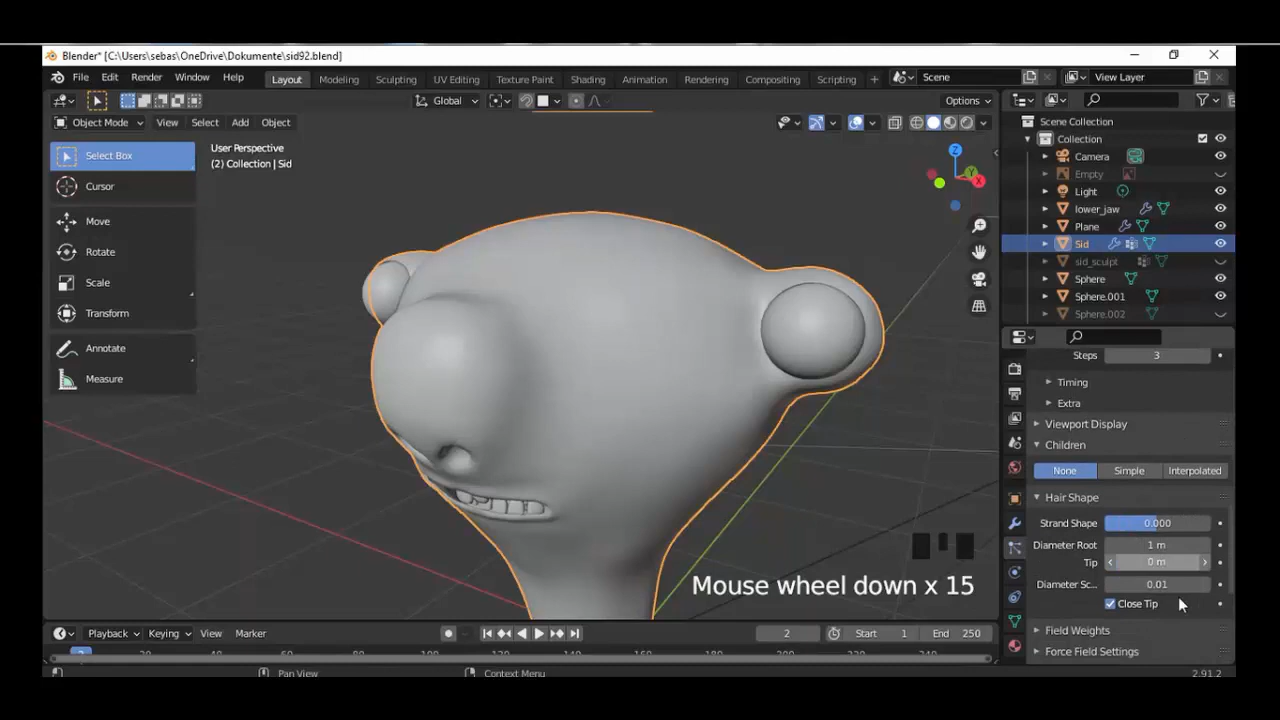 Blender* [C:\Users\sebas\OneDrive\Dokumente\sid92.blend]
File Edit Render Window Help Layout Modeling Sculpting UV Editing Texture Paint Shading Animation Rendering Compositing Scripting + Scene View Layer
Global Options
Object Mode View Select Add Object
Scene Collection
Collection
Camera
Empty
Light
lower_jaw
Plane
Sid
sid_sculpt
Sphere
Sphere.001
Sphere.002
Select Box
Cursor
Move
Rotate
Scale
Transform
Annotate
Measure
User Perspective
(2) Collection | Sid
Z
Y
X
Steps 3
Timing
Extra
Viewport Display
Children
None Simple Interpolated
Hair Shape
Strand Shape 0.000
Diameter Root 1 m
Tip 0 m
Diameter Sc... 0.01
Close Tip
Field Weights
Force Field Settings
Mouse wheel down x 15
Playback Keying View Marker 2 Start 1 End 250
Pan View Context Menu 2.91.2